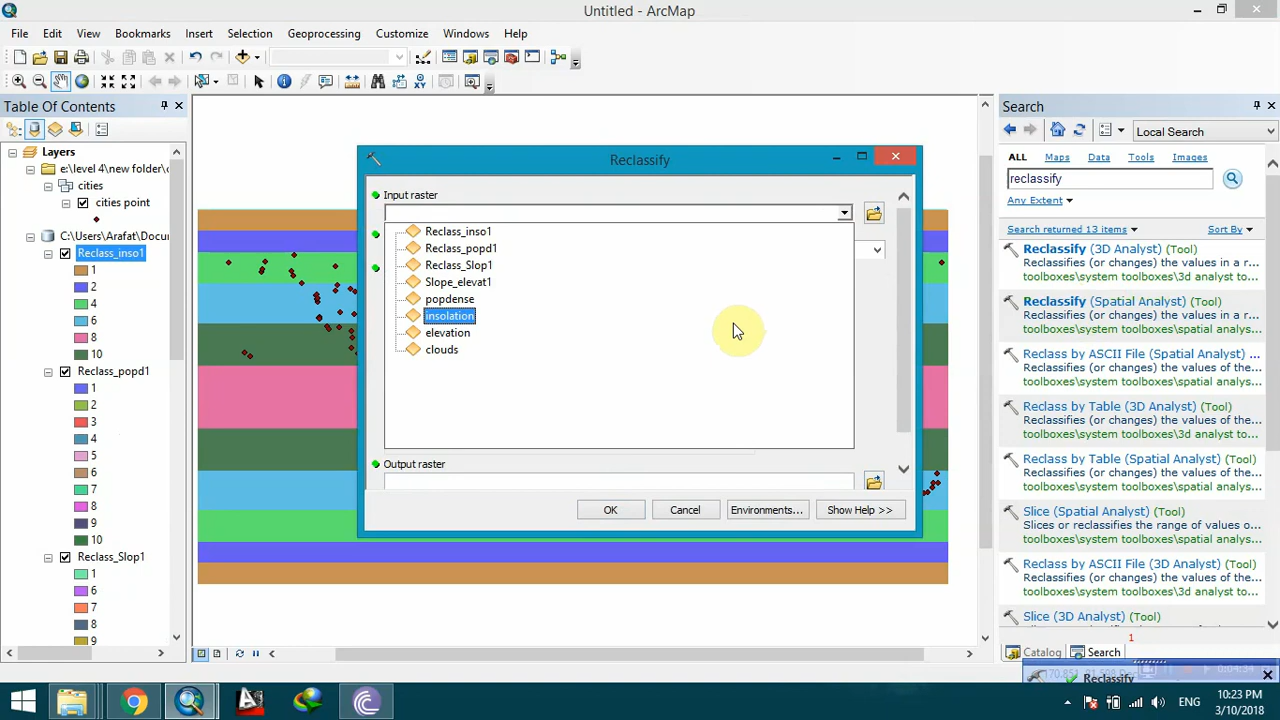 Untitled - ArcMap
File Edit View Bookmarks Insert Selection Geoprocessing Customize Windows Help
Table Of Contents
Layers
e:\level 4\new folder\c
cities
cities point
C:\Users\Arafat\Docu
Reclass_inso1
1
2
4
6
8
10
Reclass_popd1
1
2
3
4
5
6
7
8
9
10
Reclass_Slop1
1
6
7
8
9
Reclassify
Input raster
Reclass_inso1
Reclass_popd1
Reclass_Slop1
Slope_elevat1
popdense
insolation
elevation
clouds
Output raster
OK Cancel Environments... Show Help >>
Search
Local Search
ALL Maps Data Tools Images
reclassify
Any Extent
Search returned 13 items Sort By
Reclassify (3D Analyst) (Tool)
Reclassifies (or changes) the values in a r...
toolboxes\system toolboxes\3d analyst to...
Reclassify (Spatial Analyst) (Tool)
Reclassifies (or changes) the values in a r...
toolboxes\system toolboxes\spatial analys...
Reclass by ASCII File (Spatial Analyst) ...
Reclassifies (or changes) the values of the...
toolboxes\system toolboxes\spatial analys...
Reclass by Table (3D Analyst) (Tool)
Reclassifies (or changes) the values of the...
toolboxes\system toolboxes\3d analyst to...
Reclass by Table (Spatial Analyst) (Tool)
Reclassifies (or changes) the values of the...
toolboxes\system toolboxes\spatial analys...
Slice (Spatial Analyst) (Tool)
Slices or reclassifies the range of values o...
toolboxes\system toolboxes\spatial analys...
Reclass by ASCII File (3D Analyst) (Tool)
Reclassifies (or changes) the values of the...
toolboxes\system toolboxes\3d analyst to...
Slice (3D Analyst) (Tool)
1
Catalog Search
Reclassify
ENG
10:23 PM
3/10/2018